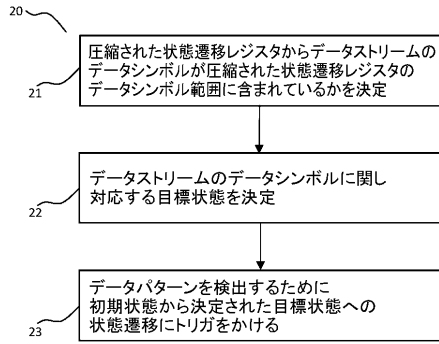 20
圧縮された状態遷移レジスタからデータストリームの
データシンボルが圧縮された状態遷移レジスタの
データシンボル範囲に含まれているかを決定
21
データストリームのデータシンボルに関し
対応する目標状態を決定
22
データパターンを検出するために
初期状態から決定された目標状態への
状態遷移にトリガをかける
23